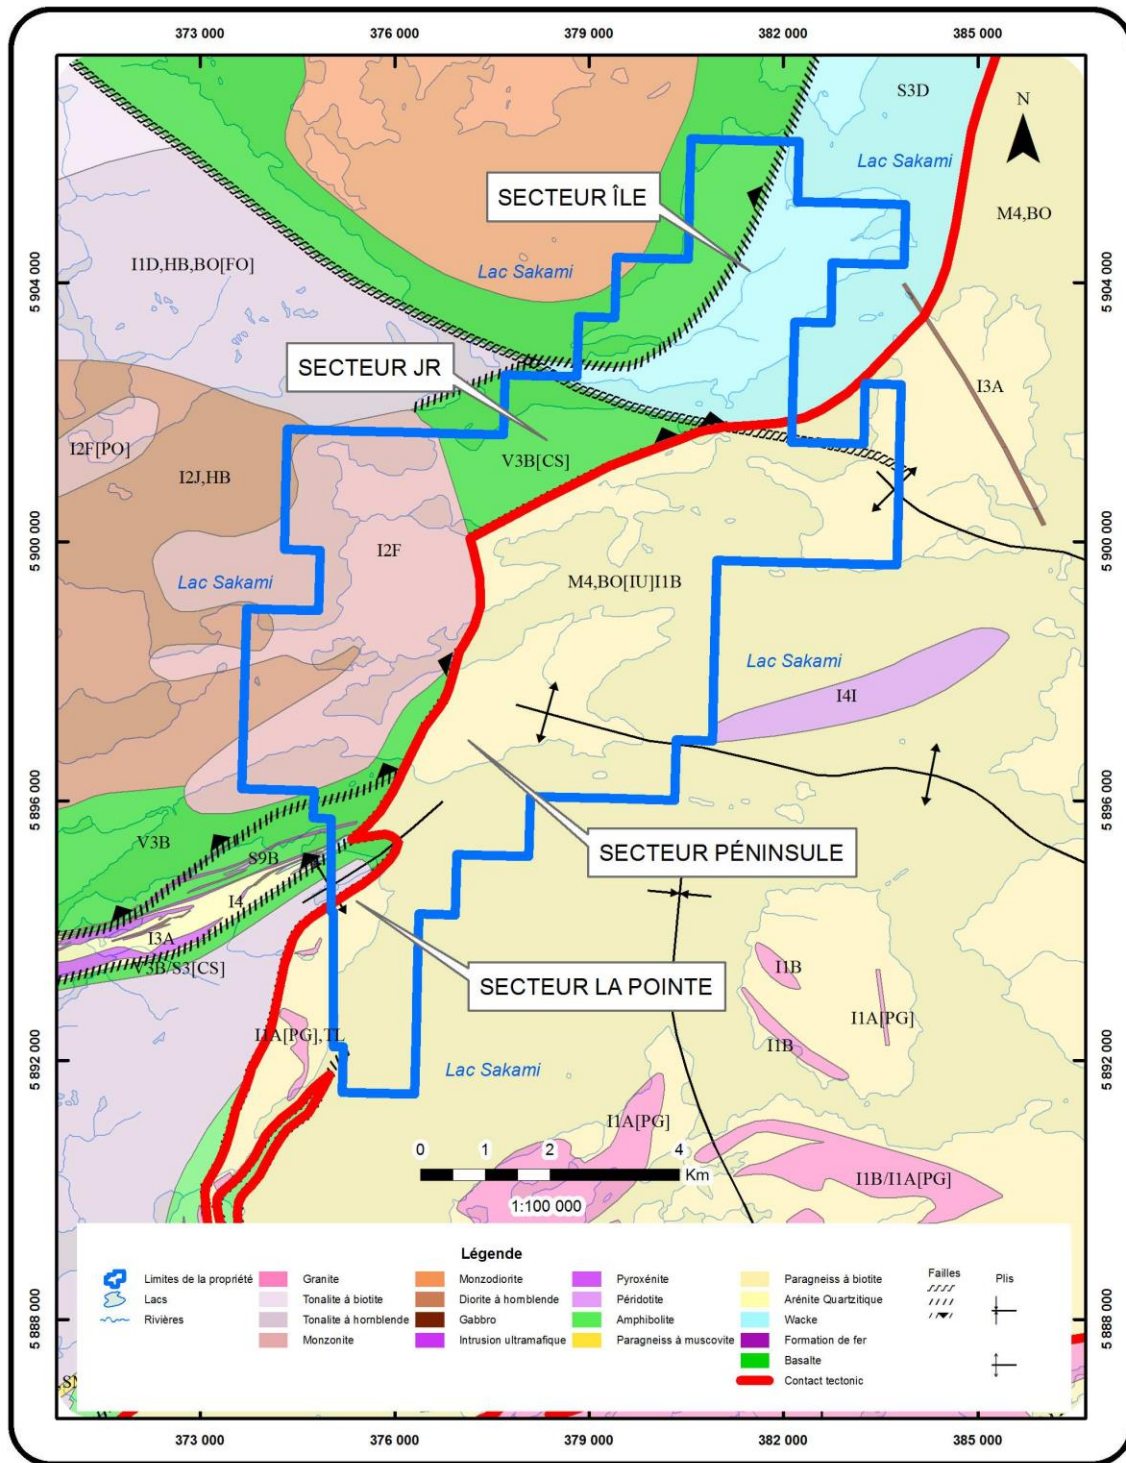 373 000
376 000
379 000
382 000
385 000
S3D
N
Lac Sakami
SECTEUR ÎLE
M4,BO
I1D,HB,BO[FO]
Lac Sakami
5 904 000
5 904 000
SECTEUR JR
I3A
I2F[PO]
I2J,HB
V3B[CS]
5 900 000
5 900 000
I2F
M4,BO[IU]I1B
Lac Sakami
Lac Sakami
I4I
5 896 000
5 896 000
V3B
S9B
SECTEUR PÉNINSULE
I4
I3A
V3B/S3[CS]
SECTEUR LA POINTE
I1B
I1A[PG]
I1B
I1A[PG],TL
5 892 000
5 892 000
Lac Sakami
I1A[PG]
0 1 2 4
Km
I1B/I1A[PG]
1:100 000
Légende
Limites de la propriété
Lacs
Rivières
Granite
Tonalite à biotite
Tonalite à hornblende
Monzonite
Monzodiorite
Diorite à hornblende
Gabbro
Intrusion ultramafique
Pyroxénite
Péridotite
Amphibolite
Paragneiss à muscovite
Paragneiss à biotite
Arénite Quartzitique
Wacke
Formation de fer
Basalte
Contact tectonic
Failles
Plis
5 888 000
5 888 000
373 000
376 000
379 000
382 000
385 000